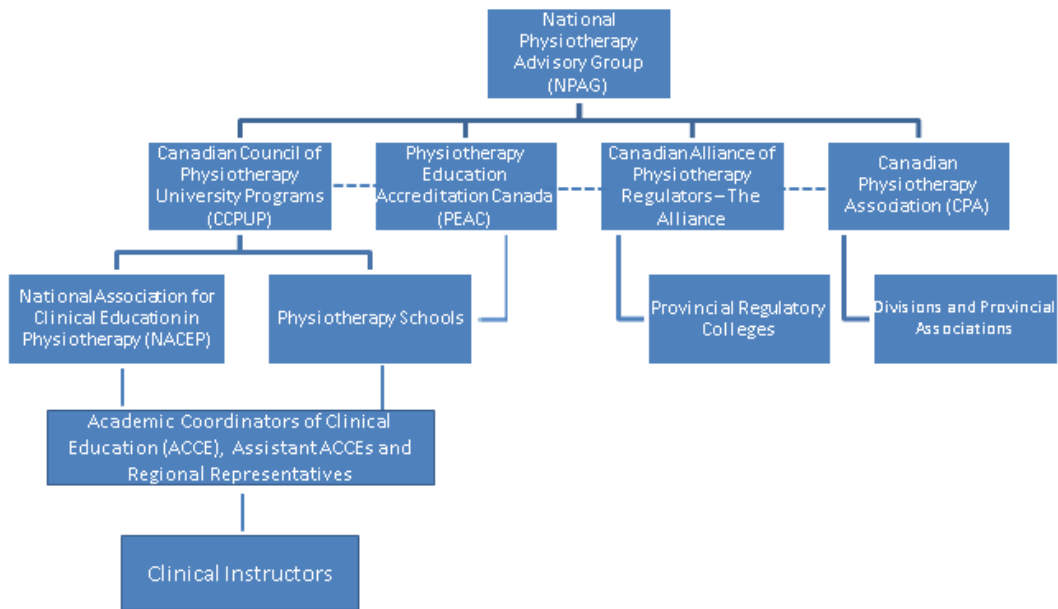 National
Physiotherapy
Advisory Group
(NPAG)
Canadian Council of
Physiotherapy
University Programs
(CCPUP)
Physiotherapy
Education
Accreditation Canada
(PEAC)
Canadian Alliance of
Physiotherapy
Regulators – The
Alliance
Canadian
Physiotherapy
Association (CPA)
National Association for
Clinical Education in
Physiotherapy (NACEP)
Physiotherapy Schools
Provincial Regulatory
Colleges
Divisions and Provincial
Associations
Academic Coordinators of Clinical
Education (ACCE), Assistant ACCEs and
Regional Representatives
Clinical Instructors